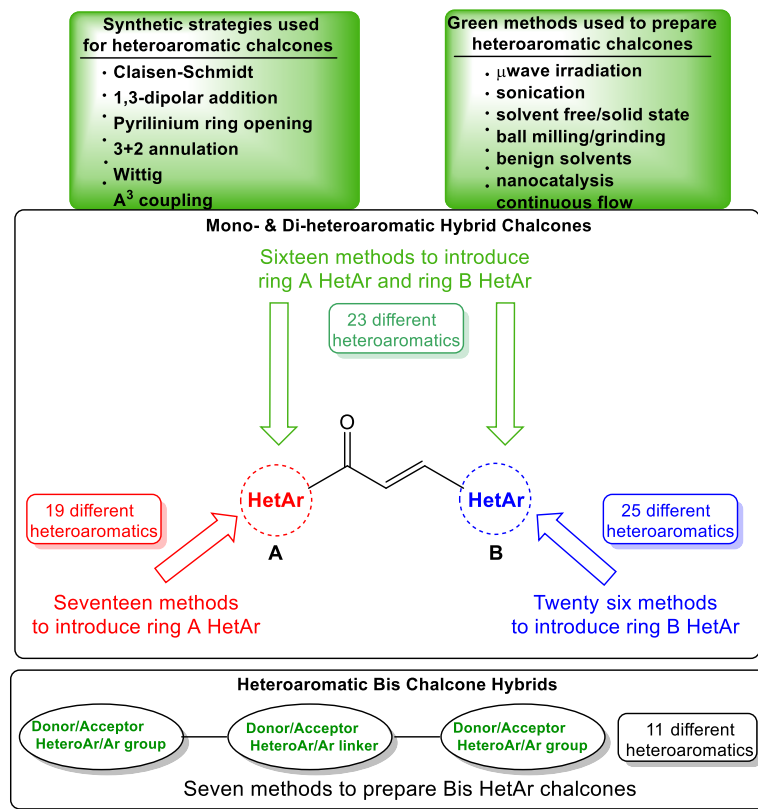 Synthetic strategies used
for heteroaromatic chalcones
· Claisen-Schmidt
· 1,3-dipolar addition
· Pyrilinium ring opening
· 3+2 annulation
· Wittig
· A³ coupling
Green methods used to prepare
heteroaromatic chalcones
· μwave irradiation
· sonication
· solvent free/solid state
· ball milling/grinding
· benign solvents
· nanocatalysis
· continuous flow
Mono- & Di-heteroaromatic Hybrid Chalcones
Sixteen methods to introduce
ring A HetAr and ring B HetAr
23 different
heteroaromatics
O
HetAr
HetAr
A
B
19 different
heteroaromatics
25 different
heteroaromatics
Seventeen methods
to introduce ring A HetAr
Twenty six methods
to introduce ring B HetAr
Heteroaromatic Bis Chalcone Hybrids
Donor/Acceptor
HeteroAr/Ar group
Donor/Acceptor
HeteroAr/Ar linker
Donor/Acceptor
HeteroAr/Ar group
11 different
heteroaromatics
Seven methods to prepare Bis HetAr chalcones